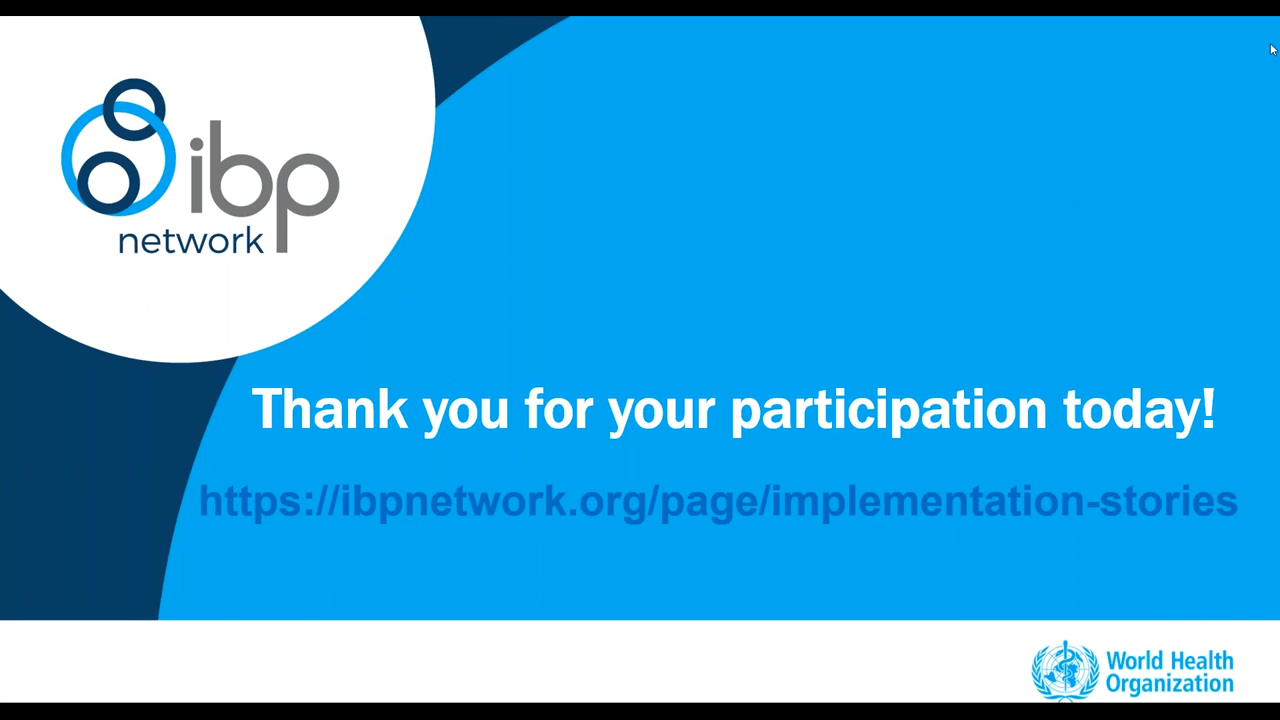 ibp
network
Thank you for your participation today!
https://ibpnetwork.org/page/implementation-stories
World Health
Organization